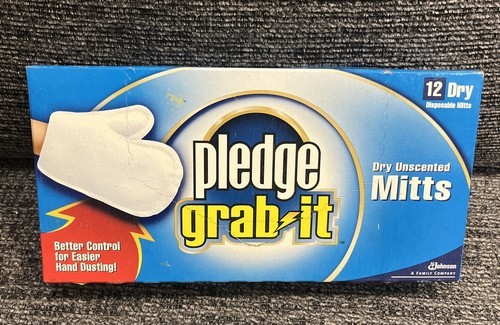 12 Dry
Disposable Mitts
pledge
grab-it
™
Dry Unscented
Mitts
Better Control
for Easier
Hand Dusting!
SC Johnson
A FAMILY COMPANY